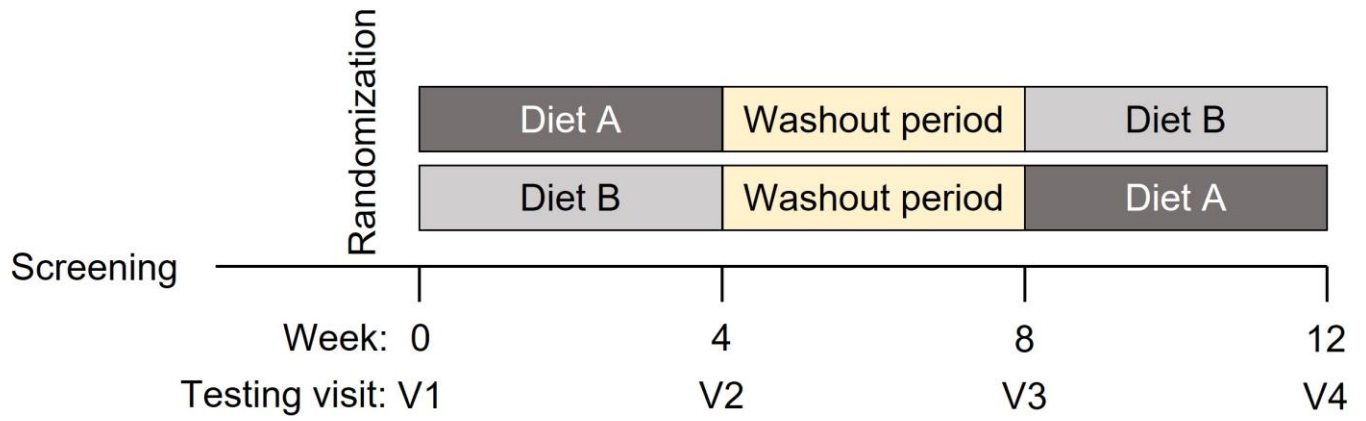 Randomization
Diet A Washout period Diet B
Diet B Washout period Diet A
Screening
Week: 0 4 8 12
Testing visit: V1 V2 V3 V4